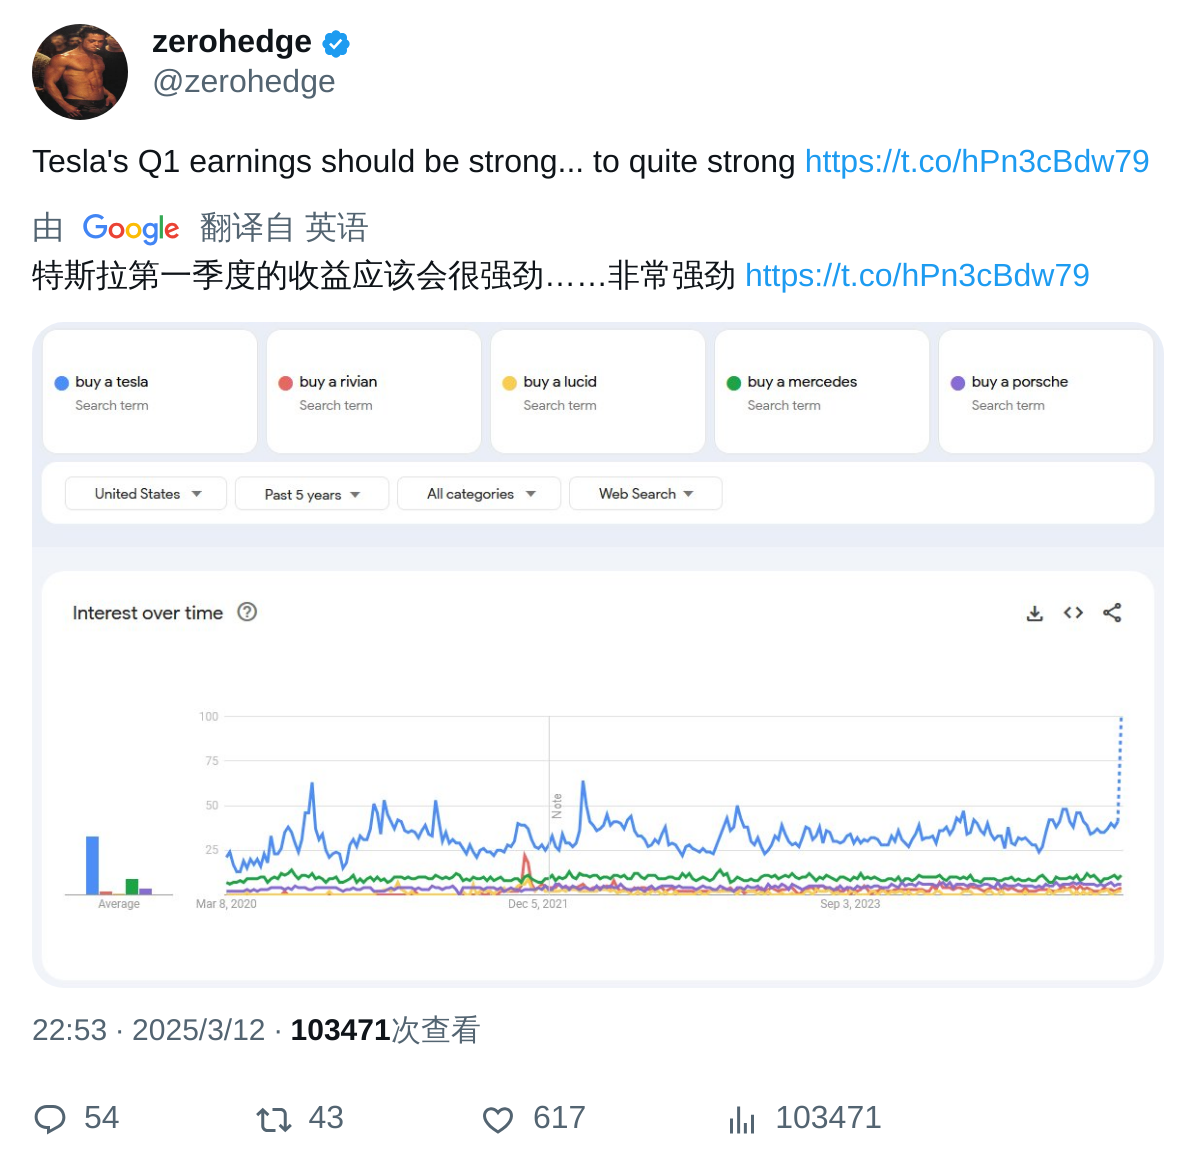 zerohedge
@zerohedge
Tesla's Q1 earnings should be strong... to quite strong https://t.co/hPn3cBdw79
由 Google 翻译自 英语
特斯拉第一季度的收益应该会很强劲……非常强劲 https://t.co/hPn3cBdw79
buy a tesla
Search term
buy a rivian
Search term
buy a lucid
Search term
buy a mercedes
Search term
buy a porsche
Search term
United States
Past 5 years
All categories
Web Search
Interest over time
100
75
50
25
Note
Average
Mar 8, 2020
Dec 5, 2021
Sep 3, 2023
22:53 · 2025/3/12 · 103471次查看
54
43
617
103471